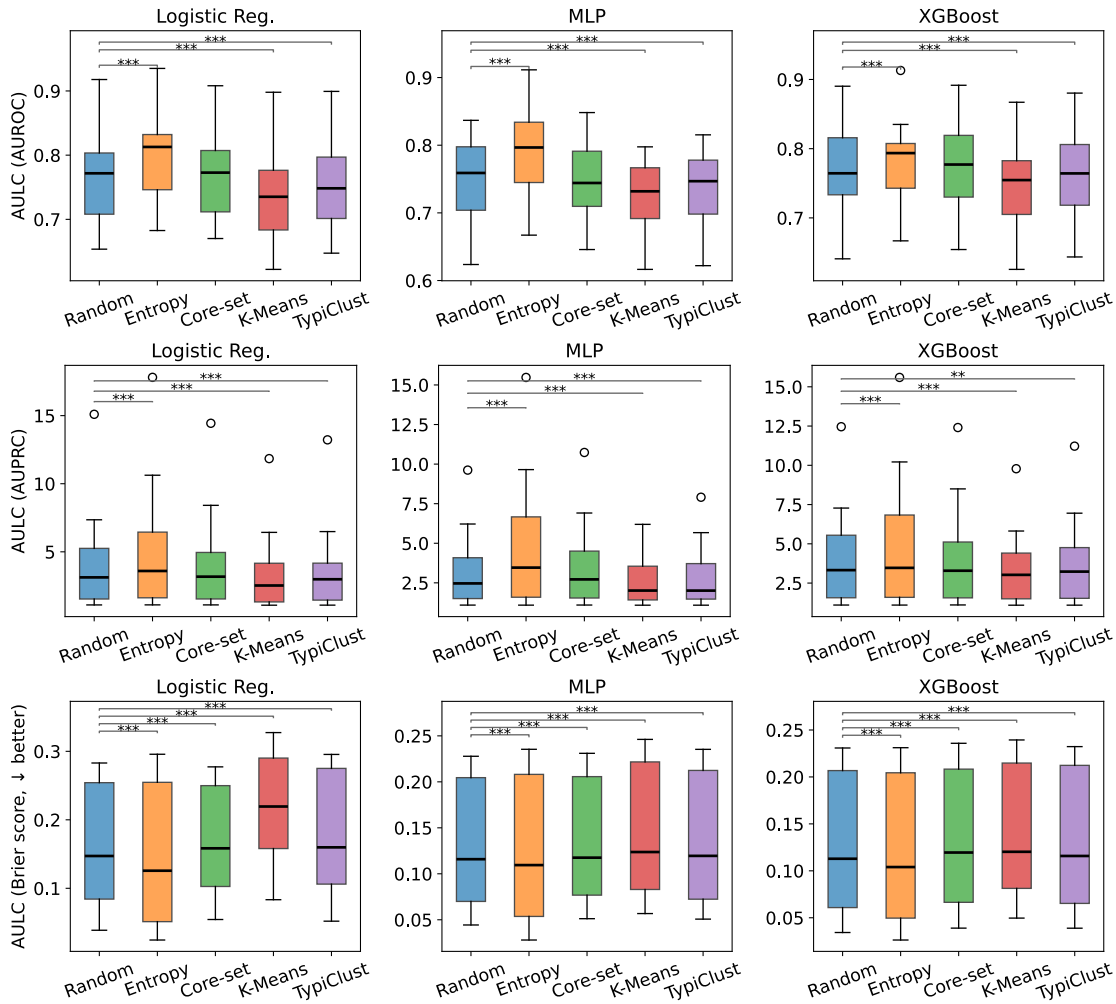 Logistic Reg.
MLP
XGBoost
AULC (AUROC)
0.9
0.8
0.7
***
***
***
Random
Entropy
Core-set
K-Means
TypiClust
0.9
0.8
0.7
0.6
***
***
***
Random
Entropy
Core-set
K-Means
TypiClust
0.9
0.8
0.7
***
***
***
Random
Entropy
Core-set
K-Means
TypiClust
Logistic Reg.
MLP
XGBoost
AULC (AUPRC)
15
10
5
***
***
***
Random
Entropy
Core-set
K-Means
TypiClust
15.0
12.5
10.0
7.5
5.0
2.5
***
***
***
Random
Entropy
Core-set
K-Means
TypiClust
15.0
12.5
10.0
7.5
5.0
2.5
**
***
***
Random
Entropy
Core-set
K-Means
TypiClust
Logistic Reg.
MLP
XGBoost
AULC (Brier score, ↓ better)
0.3
0.2
0.1
***
***
***
***
Random
Entropy
Core-set
K-Means
TypiClust
0.25
0.20
0.15
0.10
0.05
***
***
***
***
Random
Entropy
Core-set
K-Means
TypiClust
0.25
0.20
0.15
0.10
0.05
***
***
***
***
Random
Entropy
Core-set
K-Means
TypiClust